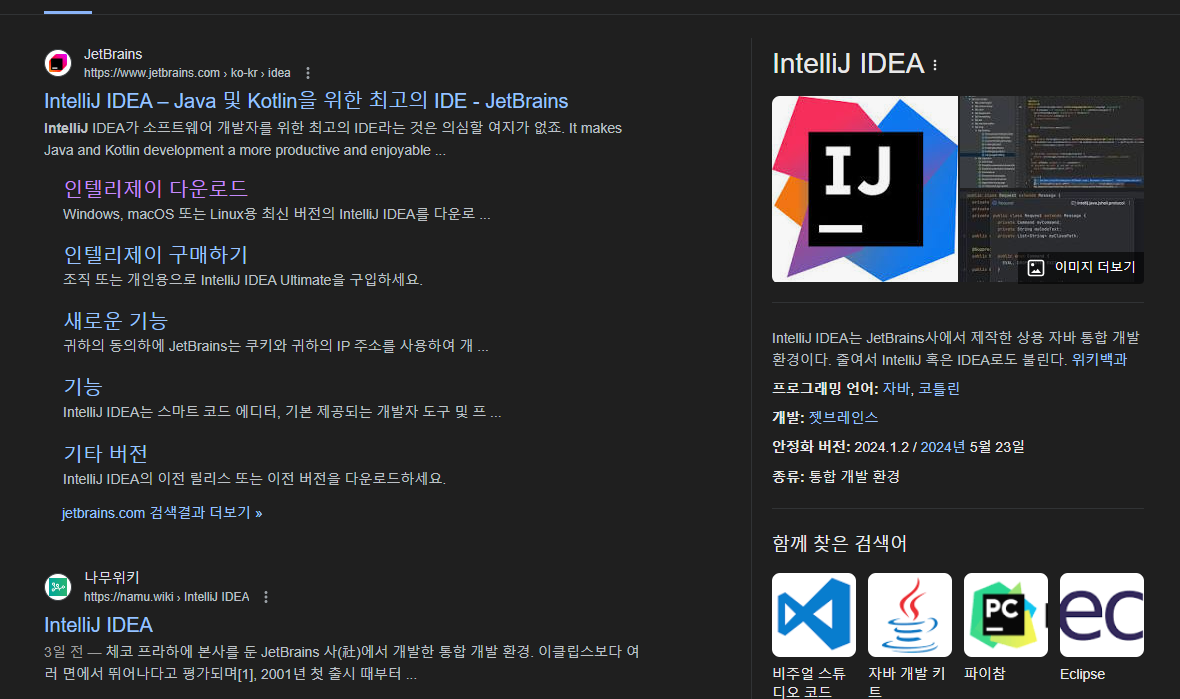 JetBrains
https://www.jetbrains.com › ko-kr › idea
IntelliJ IDEA – Java 및 Kotlin을 위한 최고의 IDE - JetBrains
IntelliJ IDEA가 소프트웨어 개발자를 위한 최고의 IDE라는 것은 의심할 여지가 없죠. It makes
Java and Kotlin development a more productive and enjoyable ...
인텔리제이 다운로드
Windows, macOS 또는 Linux용 최신 버전의 IntelliJ IDEA를 다운로 ...
인텔리제이 구매하기
조직 또는 개인용으로 IntelliJ IDEA Ultimate을 구입하세요.
새로운 기능
귀하의 동의하에 JetBrains는 쿠키와 귀하의 IP 주소를 사용하여 개 ...
기능
IntelliJ IDEA는 스마트 코드 에디터, 기본 제공되는 개발자 도구 및 프 ...
기타 버전
IntelliJ IDEA의 이전 릴리스 또는 이전 버전을 다운로드하세요.
jetbrains.com 검색결과 더보기 »
나무위키
https://namu.wiki › IntelliJ IDEA
IntelliJ IDEA
3일 전 — 체코 프라하에 본사를 둔 JetBrains 사(社)에서 개발한 통합 개발 환경. 이클립스보다 여
러 면에서 뛰어나다고 평가되며[1], 2001년 첫 출시 때부터 ...
IntelliJ IDEA
IJ
이미지 더보기
IntelliJ IDEA는 JetBrains사에서 제작한 상용 자바 통합 개발
환경이다. 줄여서 IntelliJ 혹은 IDEA로도 불린다. 위키백과
프로그래밍 언어: 자바, 코틀린
개발: 젯브레인스
안정화 버전: 2024.1.2 / 2024년 5월 23일
종류: 통합 개발 환경
함께 찾은 검색어
PC
ec
비주얼 스튜
디오 코드
자바 개발 키
트
파이참
Eclipse